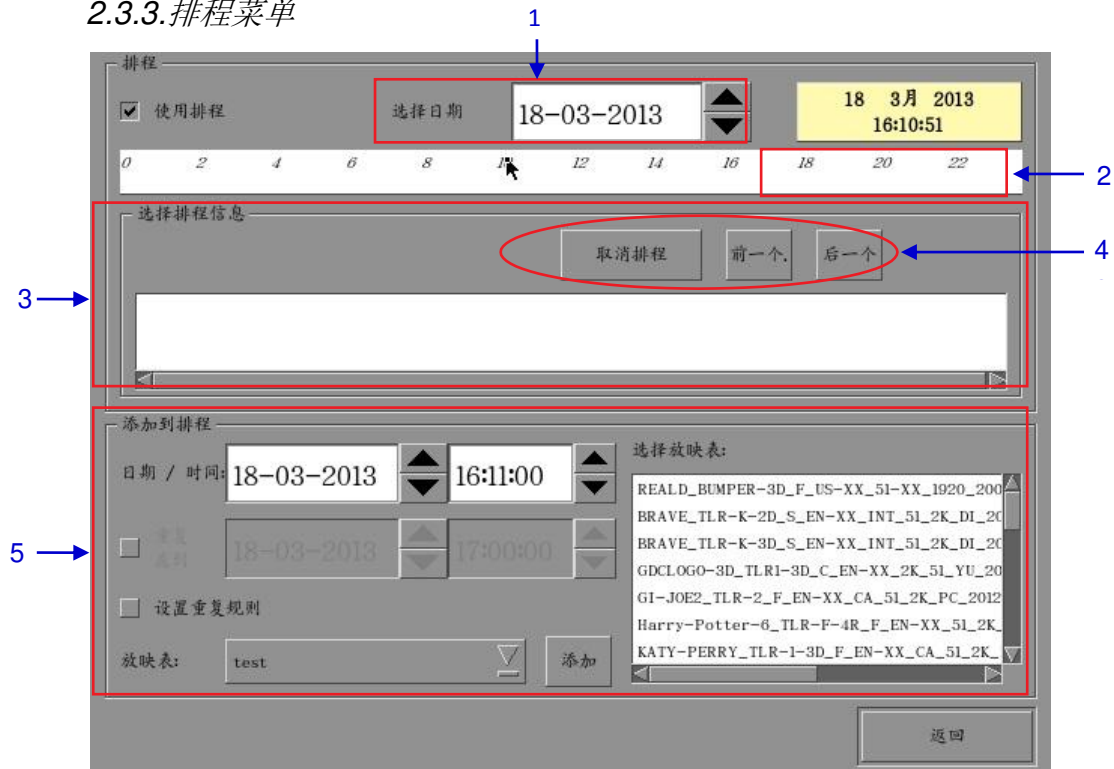 2.3.3.排程菜单
1
排程
使用排程
选择日期
18-03-2013
18 3月 2013
16:10:51
0 2 4 6 8 10 12 14 16 18 20 22
2
选择排程信息
取消排程 前一个. 后一个
4
3
添加到排程
日期 / 时间: 18-03-2013 16:11:00
选择放映表:
REALD_BUMPER-3D_F_US-XX_51-XX_1920_200
BRAVE_TLR-K-2D_S_EN-XX_INT_51_2K_DI_20
BRAVE_TLR-K-3D_S_EN-XX_INT_51_2K_DI_20
GDCLOGO-3D_TLR1-3D_C_EN-XX_2K_51_YU_20
GI-JOE2_TLR-2_F_EN-XX_CA_51_2K_PC_2012
Harry-Potter-6_TLR-F-4R_F_EN-XX_51_2K_
KATY-PERRY_TLR-1-3D_F_EN-XX_CA_51_2K_
重复
18-03-2013 17:00:00
5
设置重复规则
放映表: test 添加
返回